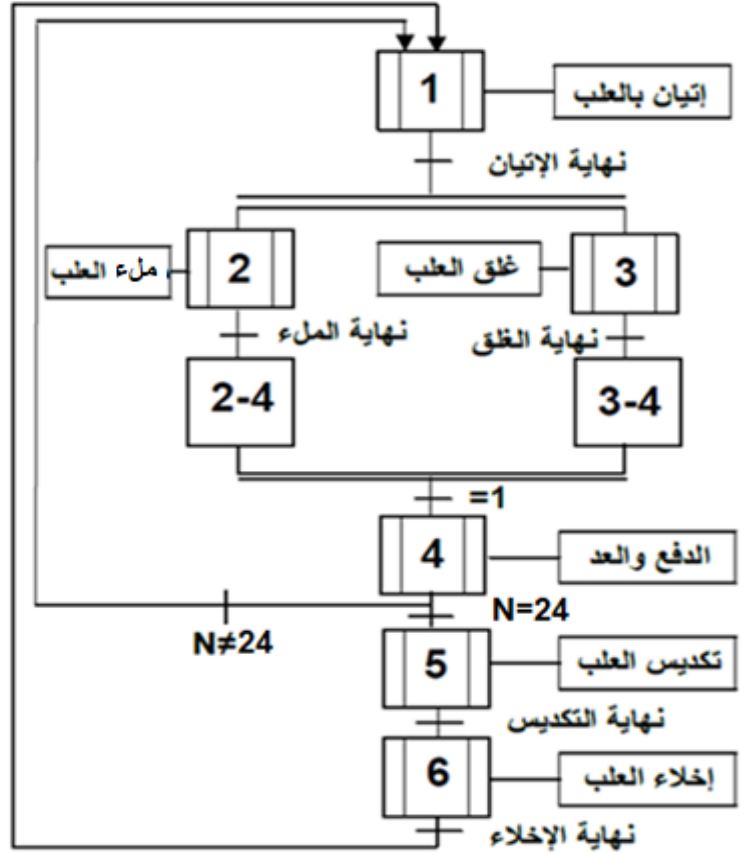 1
إتيان بالعلب
نهاية الإتيان
ملء العلب
2
غلق العلب
3
نهاية الملء
نهاية الغلق
2-4
3-4
=1
4
الدفع والعد
N≠24
N=24
5
تكديس العلب
نهاية التكديس
6
إخلاء العلب
نهاية الإخلاء